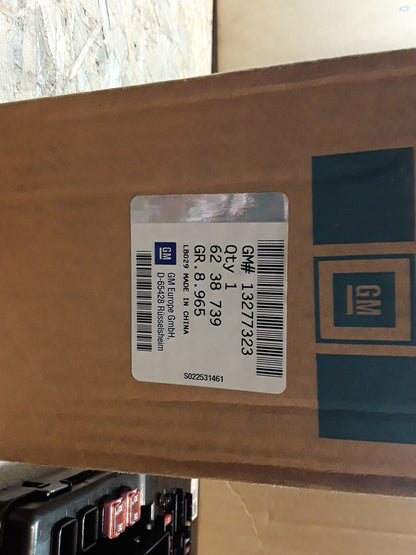 GM# 13277323
Qty 1
62 38 739
GR.8.965
LB029 MADE IN CHINA
GM
GM Europe GmbH.
D-65428 Rüsselsheim
S022531461
GM